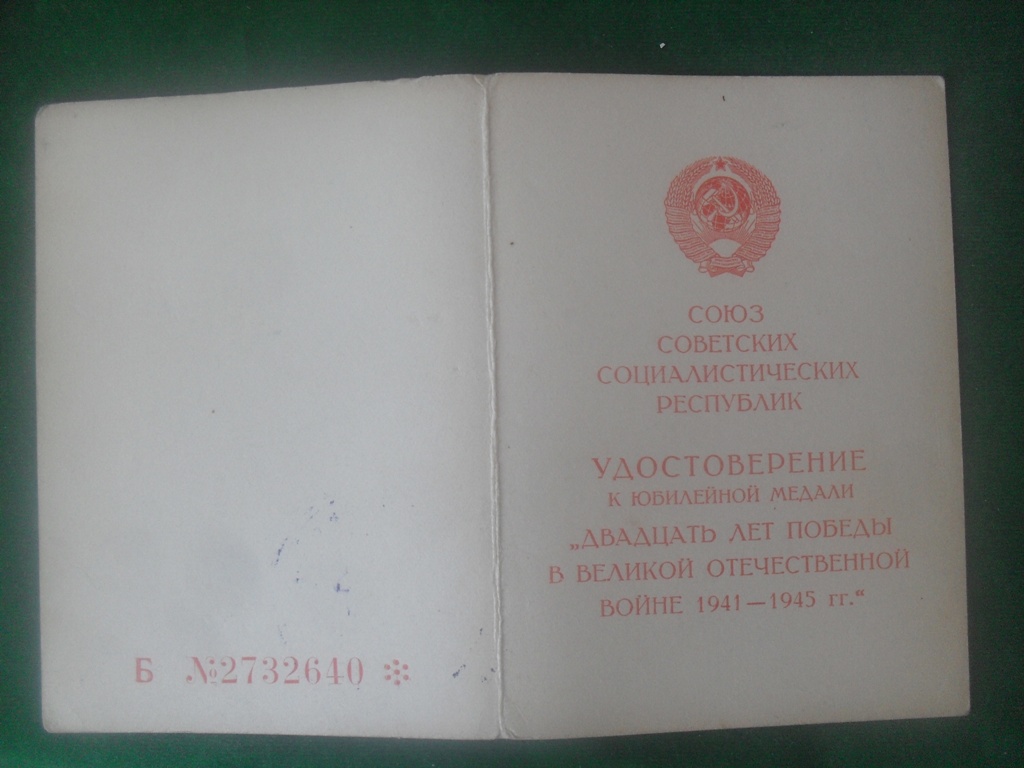 СОЮЗ
СОВЕТСКИХ
СОЦИАЛИСТИЧЕСКИХ
РЕСПУБЛИК
УДОСТОВЕРЕНИЕ
К ЮБИЛЕЙНОЙ МЕДАЛИ
„ДВАДЦАТЬ ЛЕТ ПОБЕДЫ
В ВЕЛИКОЙ ОТЕЧЕСТВЕННОЙ
ВОЙНЕ 1941—1945 гг.“
Б №2732640